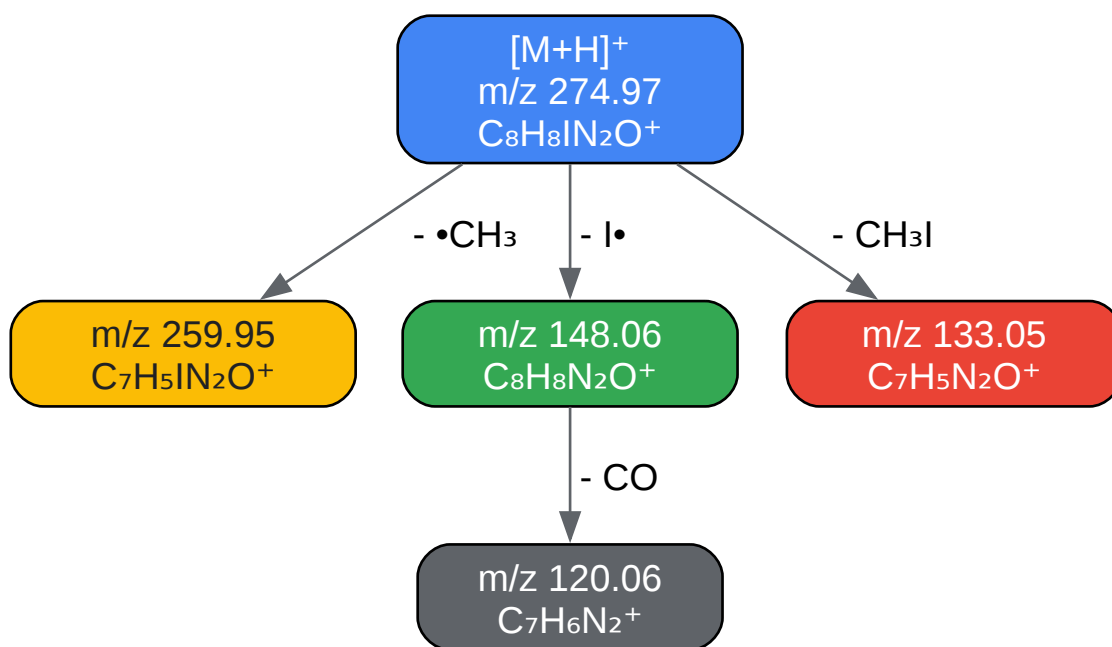 [M+H]⁺
m/z 274.97
C₈H₈IN₂O⁺
- •CH₃
- I•
- CH₃I
m/z 259.95
C₇H₅IN₂O⁺
m/z 148.06
C₈H₈N₂O⁺
m/z 133.05
C₇H₅N₂O⁺
- CO
m/z 120.06
C₇H₆N₂⁺